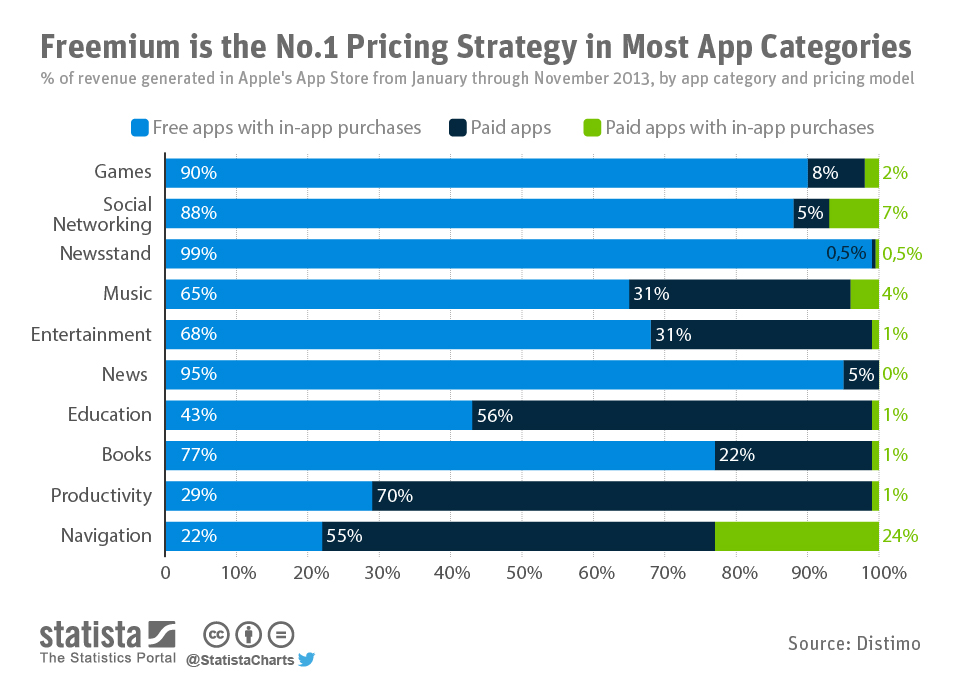 Freemium is the No.1 Pricing Strategy in Most App Categories
% of revenue generated in Apple's App Store from January through November 2013, by app category and pricing model
Free apps with in-app purchases Paid apps Paid apps with in-app purchases
Games 90% 8% 2%
Social
Networking 88% 5% 7%
Newsstand 99% 0,5% 0,5%
Music 65% 31% 4%
Entertainment 68% 31% 1%
News 95% 5% 0%
Education 43% 56% 1%
Books 77% 22% 1%
Productivity 29% 70% 1%
Navigation 22% 55% 24%
0 10% 20% 30% 40% 50% 60% 70% 80% 90% 100%
statista
The Statistics Portal
cc
@StatistaCharts
Source: Distimo